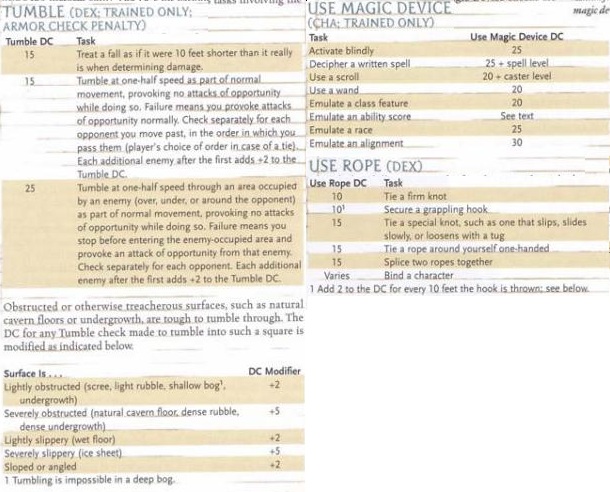 TUMBLE (DEX; TRAINED ONLY;
ARMOR CHECK PENALTY)
Tumble DC Task
15 Treat a fall as if it were 10 feet shorter than it really
is when determining damage.
15 Tumble at one-half speed as part of normal
movement, provoking no attacks of opportunity
while doing so. Failure means you provoke attacks
of opportunity normally. Check separately for each
opponent you move past, in the order in which you
pass them (player's choice of order in case of a tie).
Each additional enemy after the first adds +2 to the
Tumble DC.
25 Tumble at one-half speed through an area occupied
by an enemy (over, under, or around the opponent)
as part of normal movement, provoking no attacks
of opportunity while doing so. Failure means you
stop before entering the enemy-occupied area and
provoke an attack of opportunity from that enemy.
Check separately for each opponent. Each additional
enemy after the first adds +2 to the Tumble DC.
Obstructed or otherwise treacherous surfaces, such as natural
cavern floors or undergrowth, are tough to tumble through. The
DC for any Tumble check made to tumble into such a square is
modified as indicated below.
Surface Is . . . DC Modifier
Lightly obstructed (scree, light rubble, shallow bog¹, +2
undergrowth)
Severely obstructed (natural cavern floor, dense rubble, +5
dense undergrowth)
Lightly slippery (wet floor) +2
Severely slippery (ice sheet) +5
Sloped or angled +2
1 Tumbling is impossible in a deep bog.
USE MAGIC DEVICE
magic de
(CHA; TRAINED ONLY)
Task Use Magic Device DC
Activate blindly 25
Decipher a written spell 25 + spell level
Use a scroll 20 + caster level
Use a wand 20
Emulate a class feature 20
Emulate an ability score See text
Emulate a race 25
Emulate an alignment 30
USE ROPE (DEX)
Use Rope DC Task
10 Tie a firm knot
10¹ Secure a grappling hook
15 Tie a special knot, such as one that slips, slides
slowly, or loosens with a tug
15 Tie a rope around yourself one-handed
15 Splice two ropes together
Varies Bind a character
1 Add 2 to the DC for every 10 feet the hook is thrown; see below.